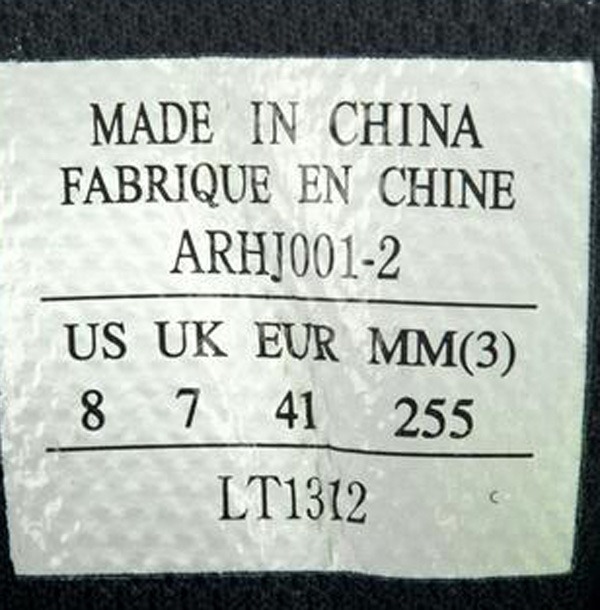 MADE IN CHINA
FABRIQUE EN CHINE
ARHJ001-2
US UK EUR MM(3)
8 7 41 255
LT1312